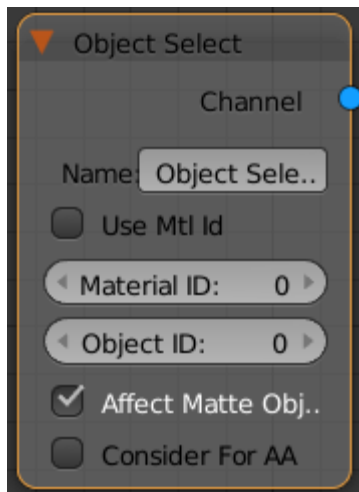 Object Select
Channel
Name: Object Sele..
Use Mtl Id
Material ID: 0
Object ID: 0
Affect Matte Obj..
Consider For AA